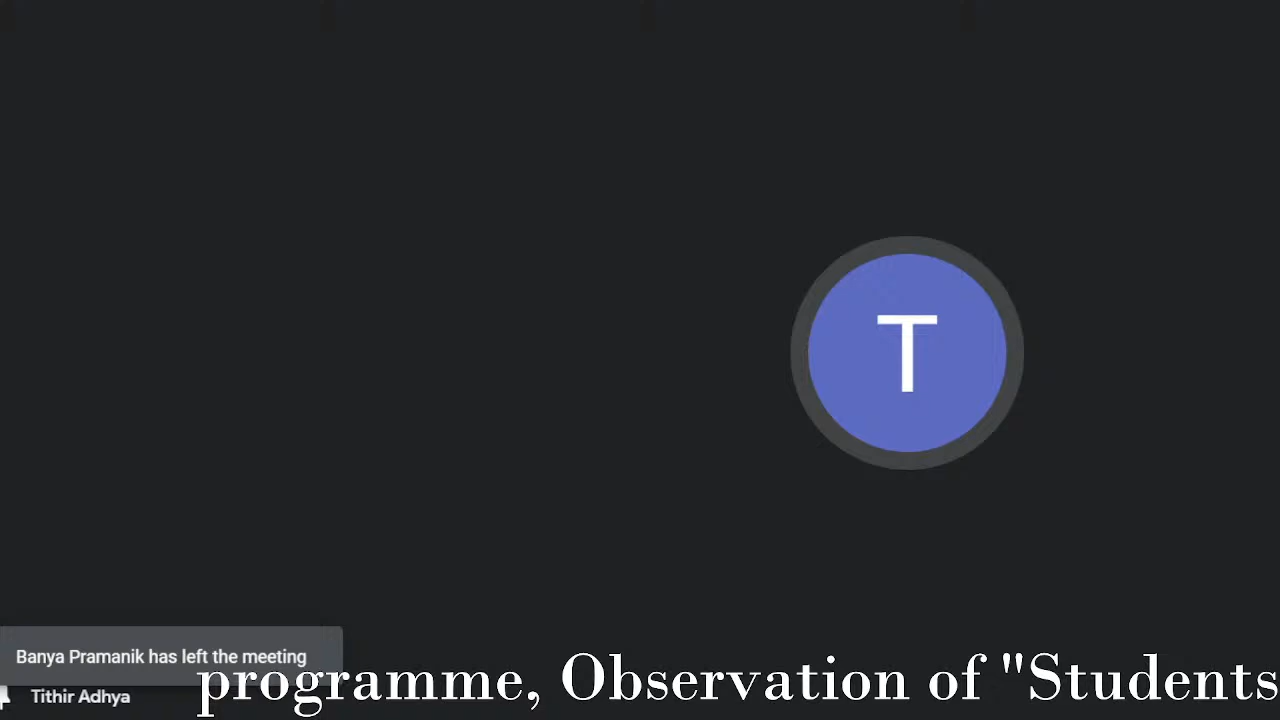 T
Banya Pramanik has left the meeting
Tithir Adhya
programme, Observation of "Students